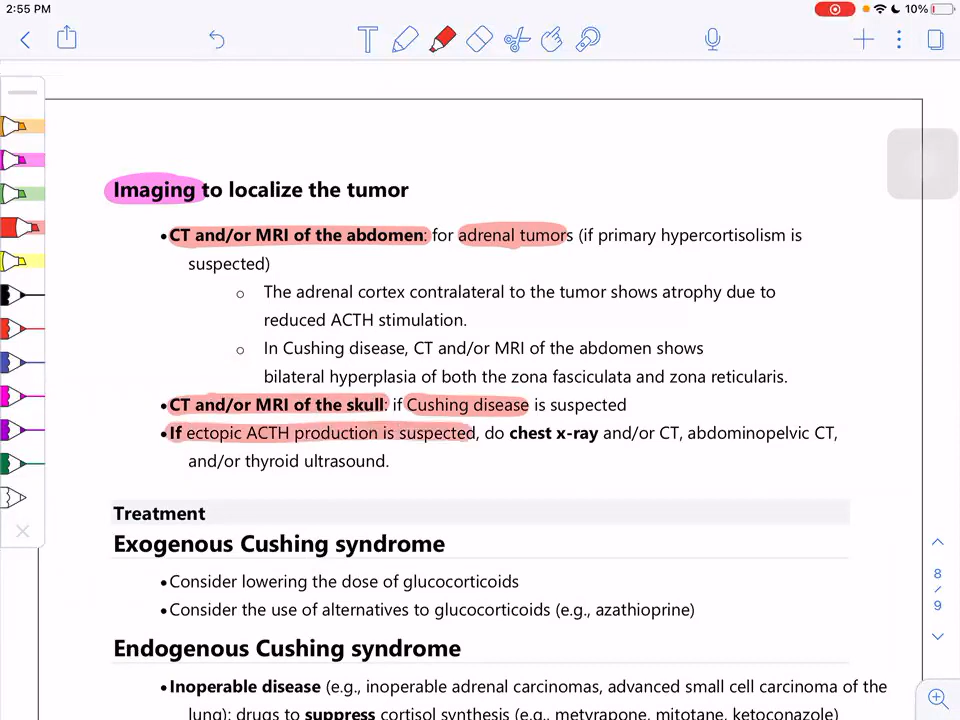 2:55 PM
10%
T
Imaging to localize the tumor
•CT and/or MRI of the abdomen: for adrenal tumors (if primary hypercortisolism is
suspected)
o The adrenal cortex contralateral to the tumor shows atrophy due to
reduced ACTH stimulation.
o In Cushing disease, CT and/or MRI of the abdomen shows
bilateral hyperplasia of both the zona fasciculata and zona reticularis.
•CT and/or MRI of the skull: if Cushing disease is suspected
•If ectopic ACTH production is suspected, do chest x-ray and/or CT, abdominopelvic CT,
and/or thyroid ultrasound.
Treatment
Exogenous Cushing syndrome
•Consider lowering the dose of glucocorticoids
•Consider the use of alternatives to glucocorticoids (e.g., azathioprine)
8
/
9
Endogenous Cushing syndrome
•Inoperable disease (e.g., inoperable adrenal carcinomas, advanced small cell carcinoma of the
lung): drugs to suppress cortisol synthesis (e.g., metyrapone, mitotane, ketoconazole)